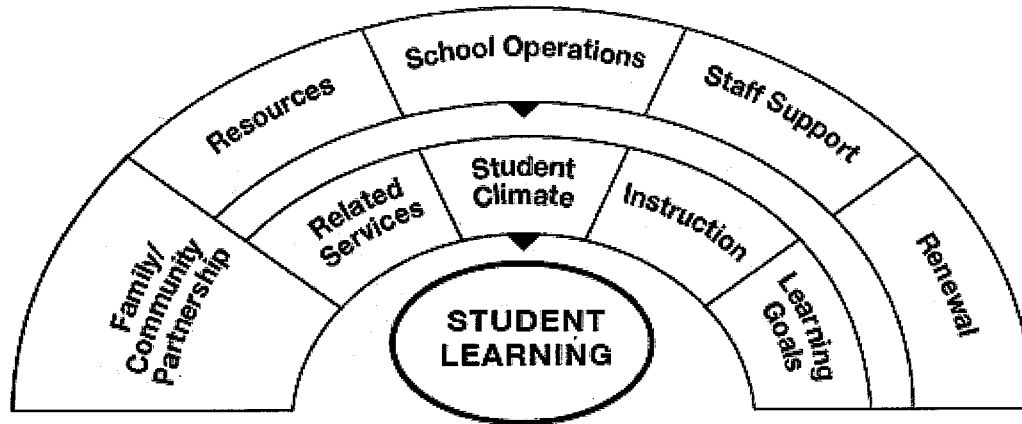 School Operations
Resources
Staff Support
Student
Climate
Related
Services
Instruction
Family/
Community
Partnership
Renewal
Learning
Goals
STUDENT
LEARNING